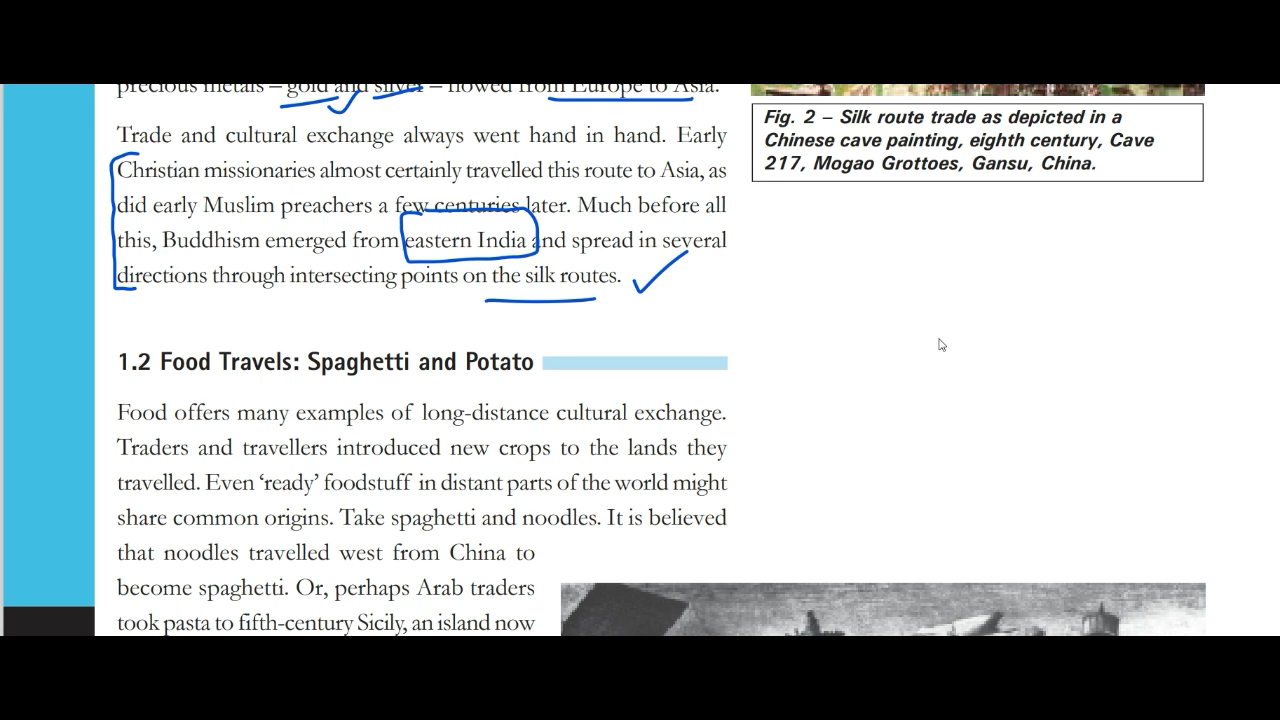 precious metals – gold and silver – flowed from Europe to Asia.
Trade and cultural exchange always went hand in hand. Early
Christian missionaries almost certainly travelled this route to Asia, as
did early Muslim preachers a few centuries later. Much before all
this, Buddhism emerged from eastern India and spread in several
directions through intersecting points on the silk routes.
Fig. 2 – Silk route trade as depicted in a
Chinese cave painting, eighth century, Cave
217, Mogao Grottoes, Gansu, China.
1.2 Food Travels: Spaghetti and Potato
Food offers many examples of long-distance cultural exchange.
Traders and travellers introduced new crops to the lands they
travelled. Even ‘ready’ foodstuff in distant parts of the world might
share common origins. Take spaghetti and noodles. It is believed
that noodles travelled west from China to
become spaghetti. Or, perhaps Arab traders
took pasta to fifth-century Sicily, an island now